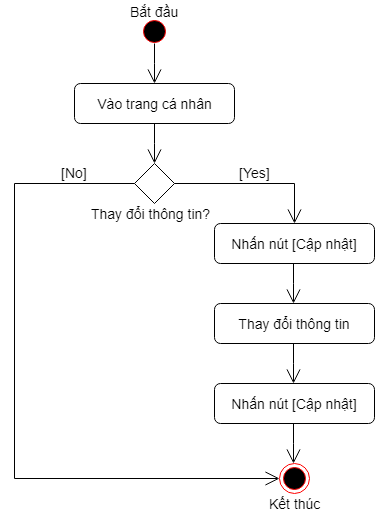 Bắt đầu
Vào trang cá nhân
[No]
[Yes]
Thay đổi thông tin?
Nhấn nút [Cập nhật]
Thay đổi thông tin
Nhấn nút [Cập nhật]
Kết thúc